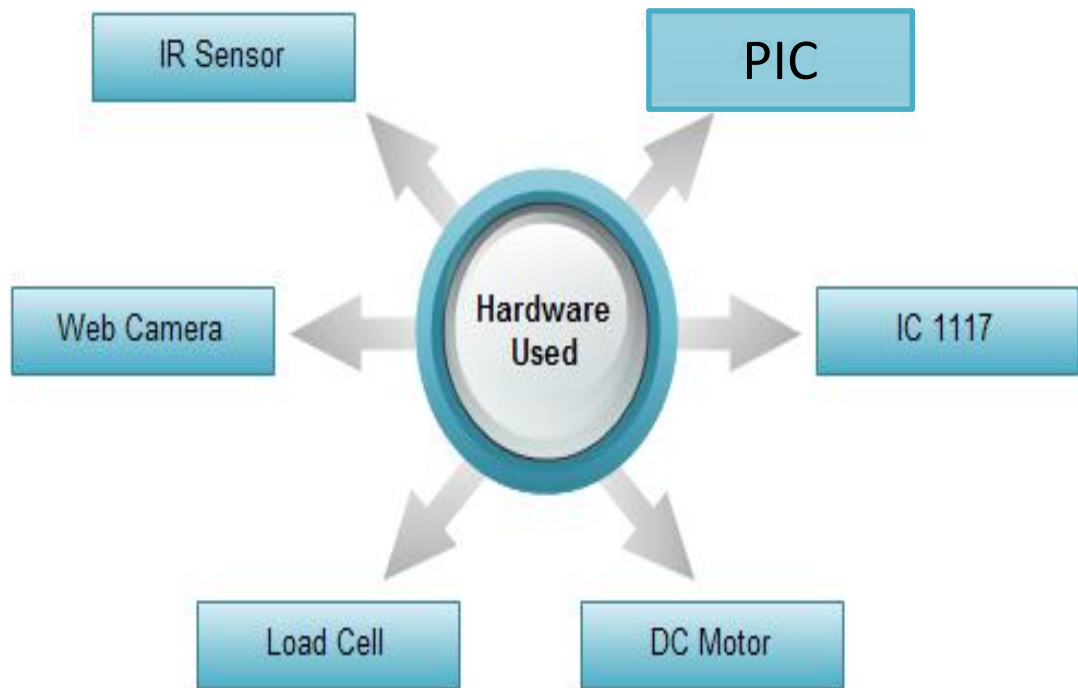 IR Sensor
PIC
Web Camera
Hardware
Used
IC 1117
Load Cell
DC Motor